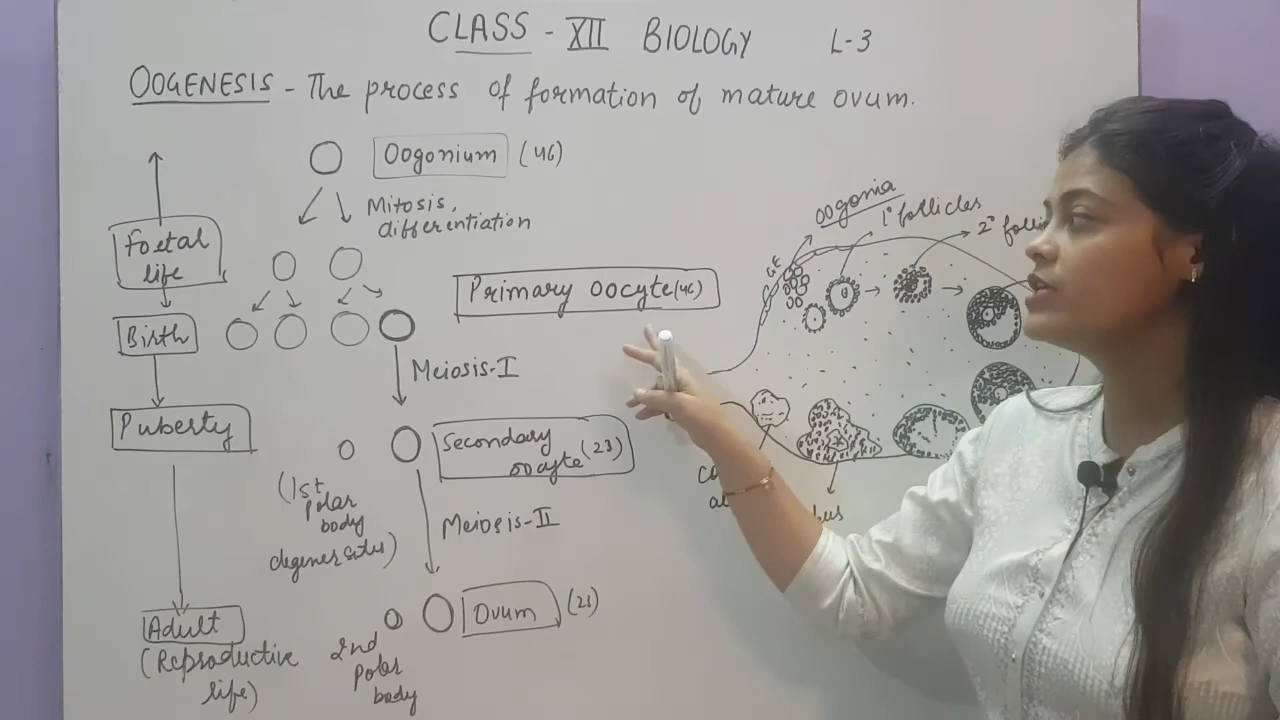 CLASS - XII BIOLOGY L-3
OOGENESIS - The process of formation of mature ovum.
Oogonium (46)
Mitosis,
differentiation
Foetal
life
Birth
Puberty
Adult
(Reproductive
life)
Primary oocyte (46)
Meiosis-I
Secondary
oocyte (23)
(1st
polar
body
degenerates)
Meiosis-II
Ovum (23)
2nd
polar
body
GE
oogonia
1° follicles
2° folli